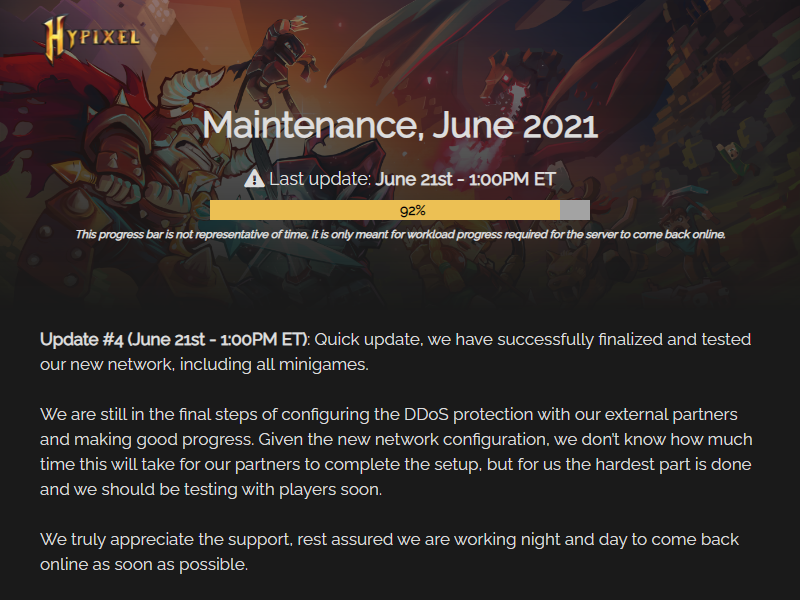 HYPIXEL
Maintenance, June 2021
Last update: June 21st - 1:00PM ET
92%
This progress bar is not representative of time, it is only meant for workload progress required for the server to come back online.
Update #4 (June 21st - 1:00PM ET): Quick update, we have successfully finalized and tested
our new network, including all minigames.
We are still in the final steps of configuring the DDoS protection with our external partners
and making good progress. Given the new network configuration, we don't know how much
time this will take for our partners to complete the setup, but for us the hardest part is done
and we should be testing with players soon.
We truly appreciate the support, rest assured we are working night and day to come back
online as soon as possible.